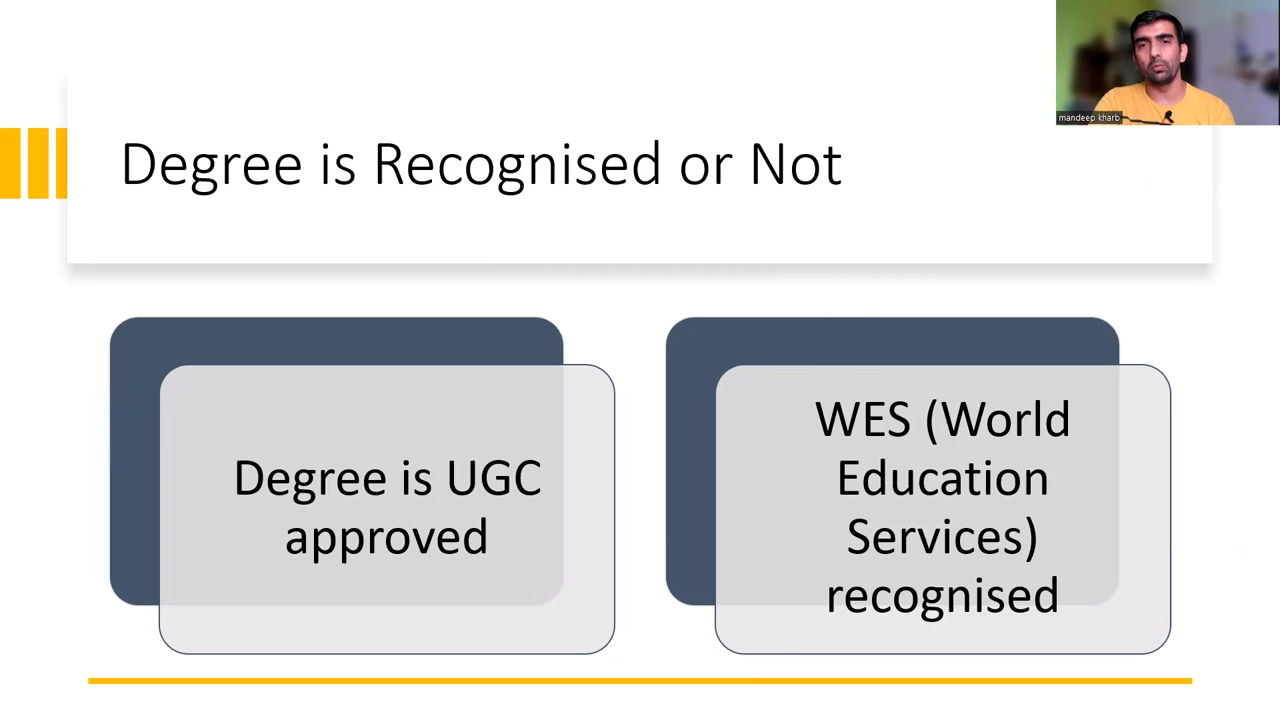 mandeep kharb
Degree is Recognised or Not
Degree is UGC
approved
WES (World
Education
Services)
recognised